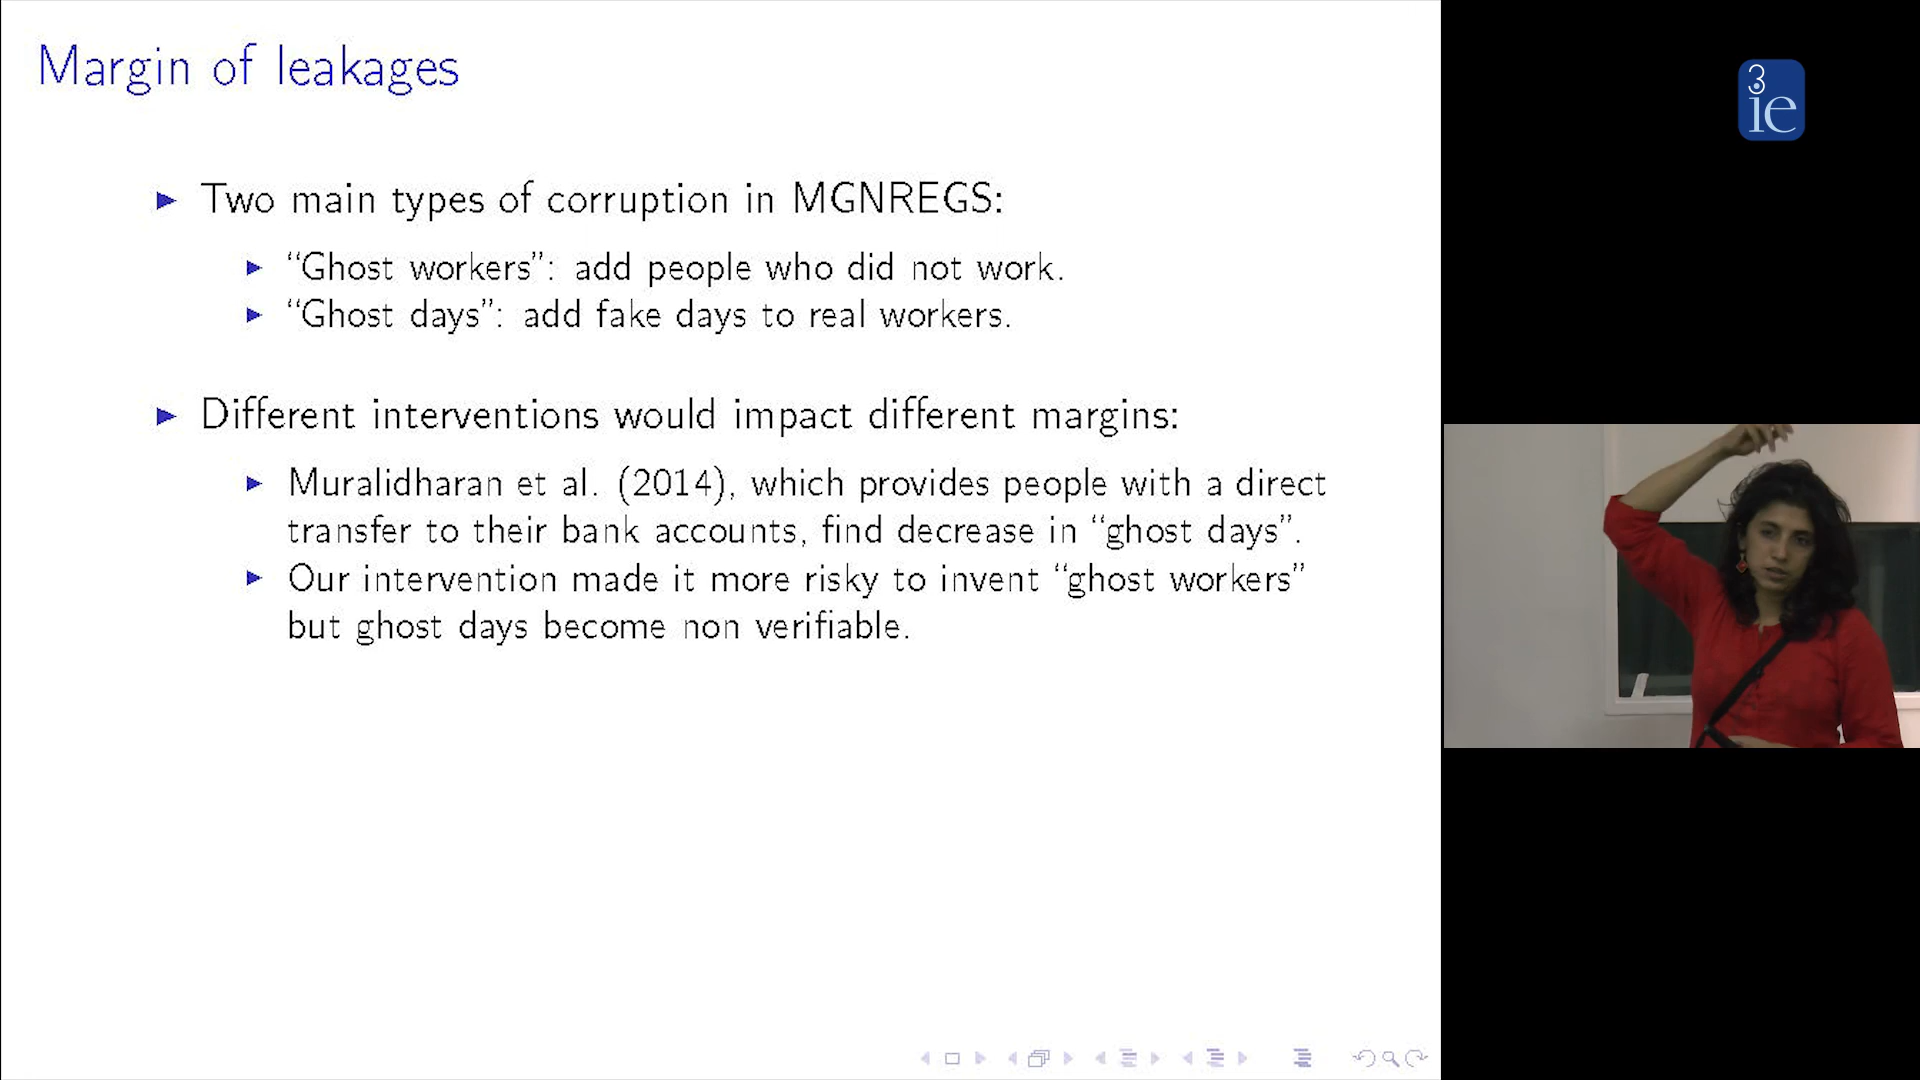 Margin of leakages
Two main types of corruption in MGNREGS:
“Ghost workers”: add people who did not work.
“Ghost days”: add fake days to real workers.
Different interventions would impact different margins:
Muralidharan et al. (2014), which provides people with a direct
transfer to their bank accounts, find decrease in “ghost days”.
Our intervention made it more risky to invent “ghost workers”
but ghost days become non verifiable.
3
ie